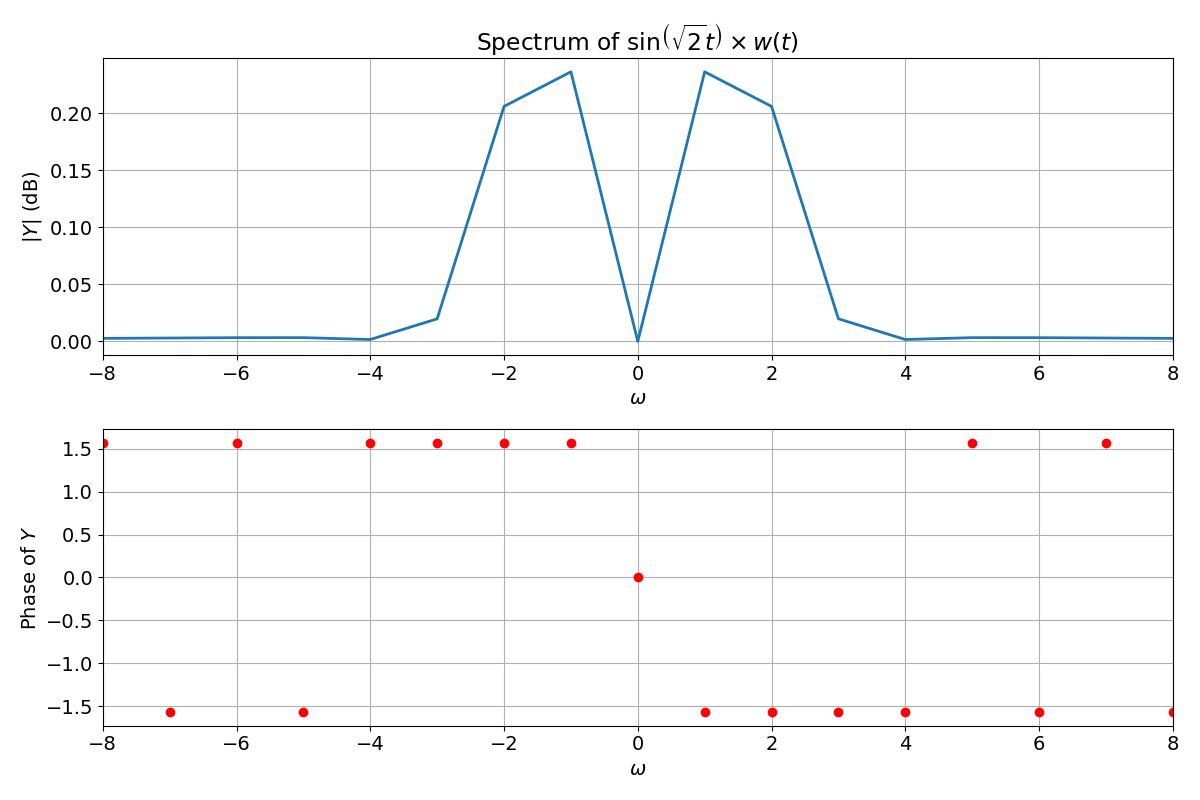 Spectrum of sin(√2t) × w(t)
|Y| (dB)
0.20
0.15
0.10
0.05
0.00
−8 −6 −4 −2 0 2 4 6 8
ω
Phase of Y
1.5
1.0
0.5
0.0
−0.5
−1.0
−1.5
−8 −6 −4 −2 0 2 4 6 8
ω